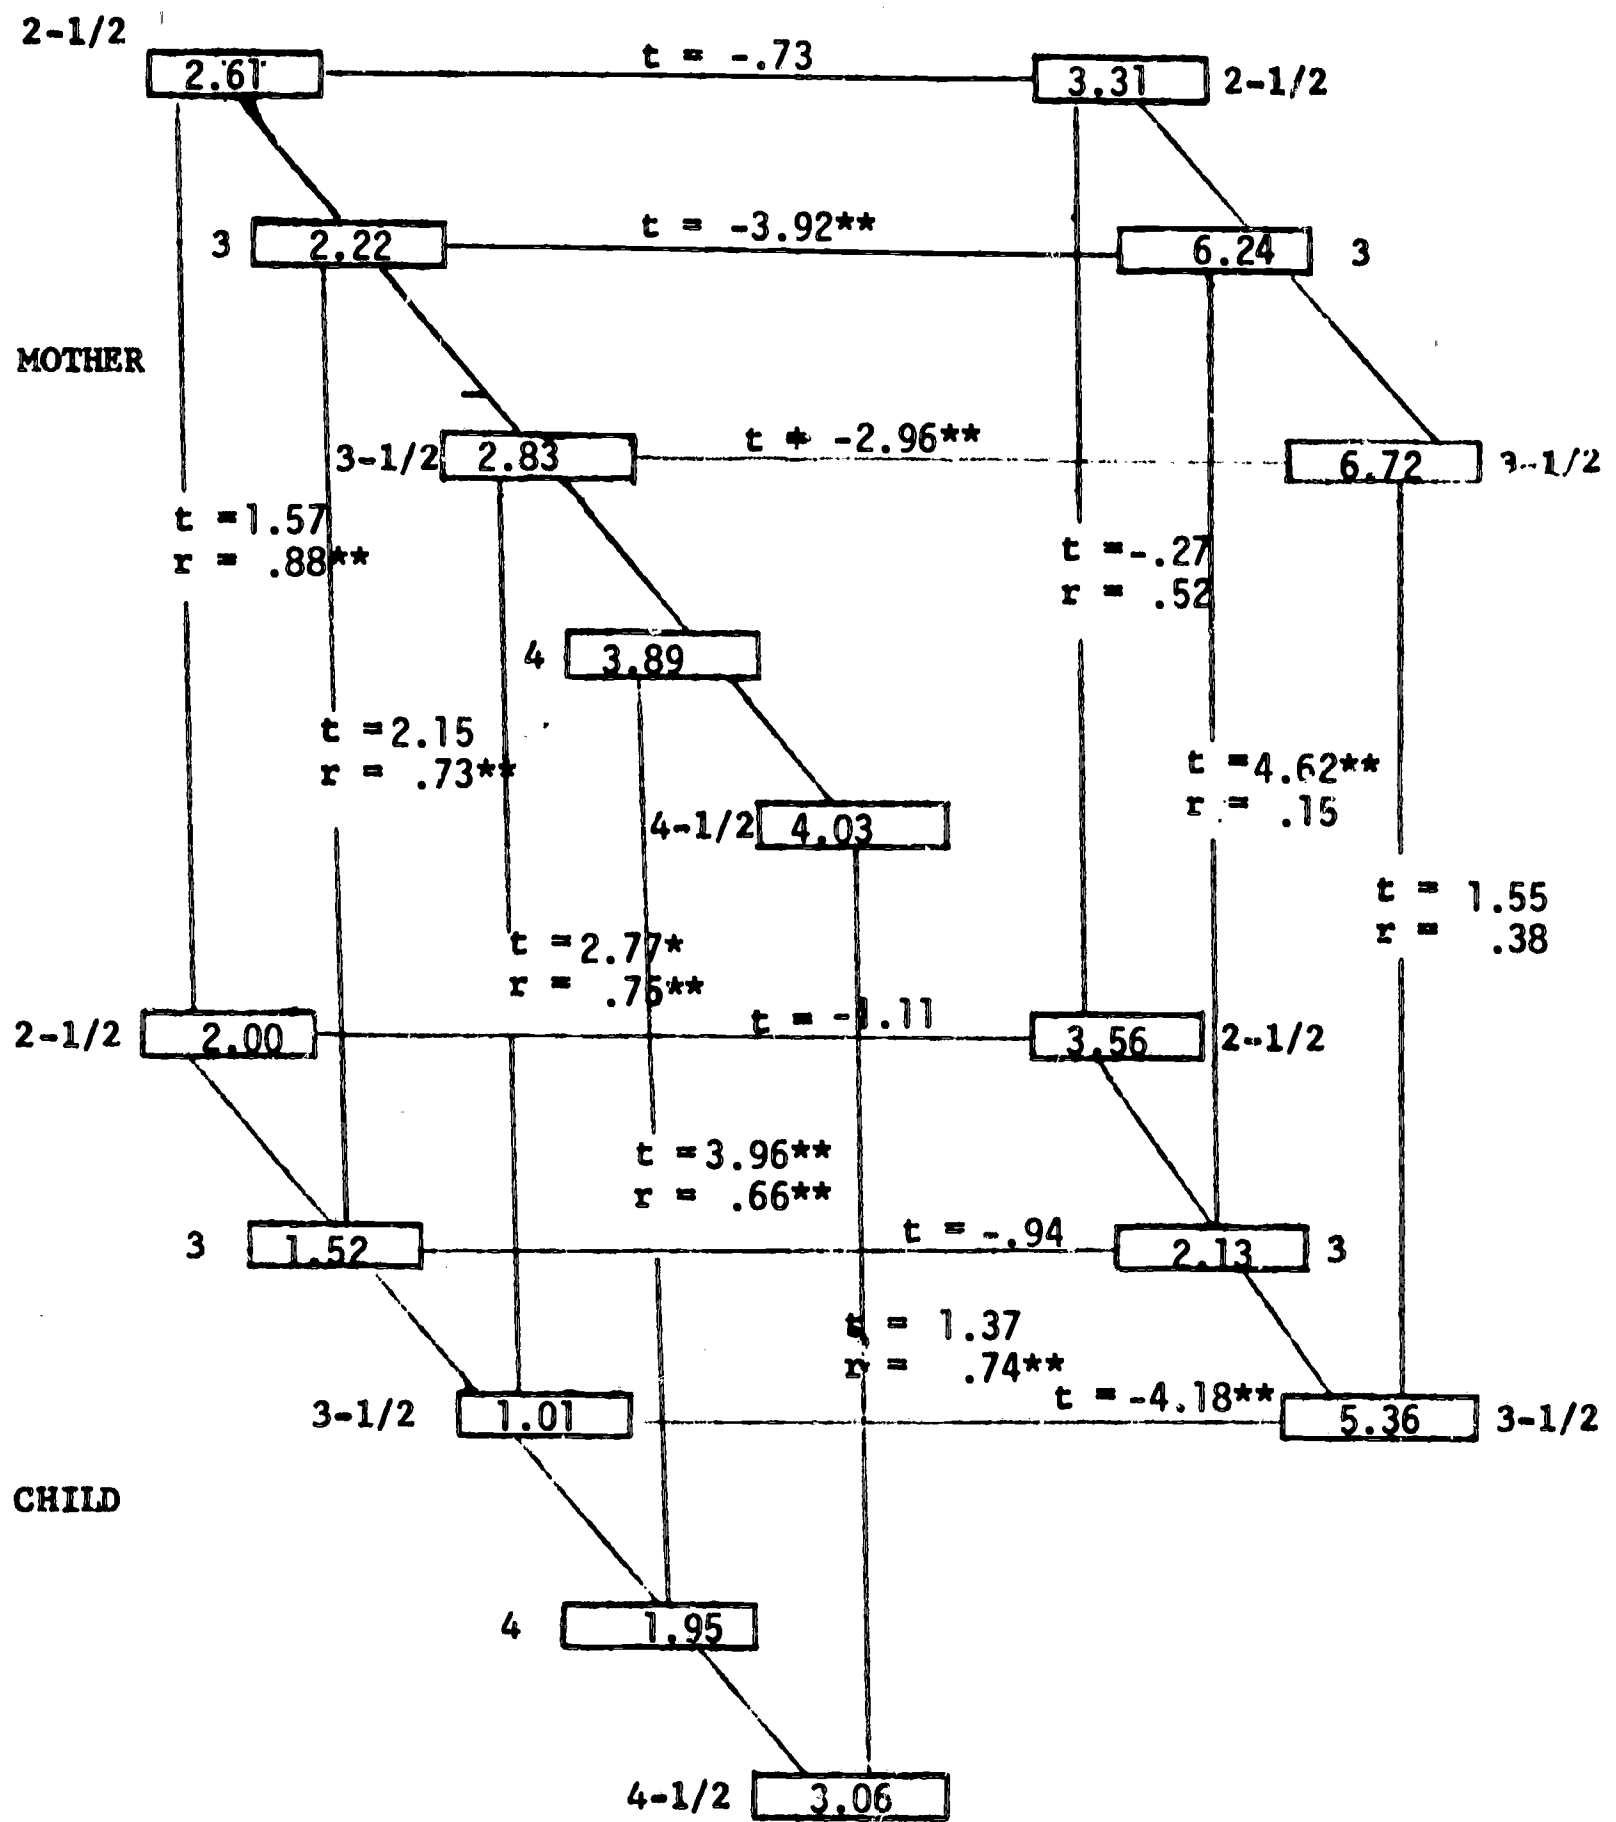 2-1/2
2.61
t = -.73
3.31 2-1/2
3 2.22
t = -3.92**
6.24 3
MOTHER
3-1/2 2.83
t = -2.96**
6.72 3-1/2
t =1.57
r = .88**
t =-.27
r = .52
4 3.89
t =2.15
r = .73**
t =4.62**
r = .15
4-1/2 4.03
t = 1.55
r = .38
t =2.77*
r = .75**
2-1/2 2.00
t = -1.11
3.56 2-1/2
t =3.96**
r = .66**
3 1.52
t = -.94
2.13 3
t = 1.37
r = .74**
3-1/2 1.01
t =-4.18**
5.36 3-1/2
CHILD
4 1.95
4-1/2 3.06